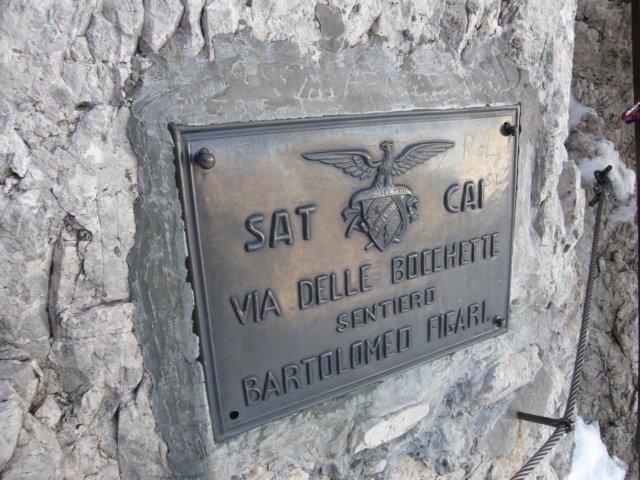 SAT CAI
VIA DELLE BOCCHETTE
SENTIERO
BARTOLOMEO FIGARI